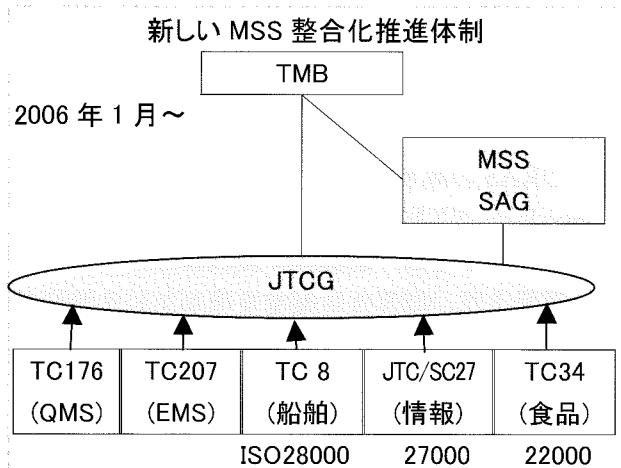 新しい MSS 整合化推進体制
TMB
2006 年 1 月～
MSS
SAG
JTCG
TC176
(QMS)
TC207
(EMS)
TC 8
(船舶)
JTC/SC27
(情報)
TC34
(食品)
ISO28000
27000
22000